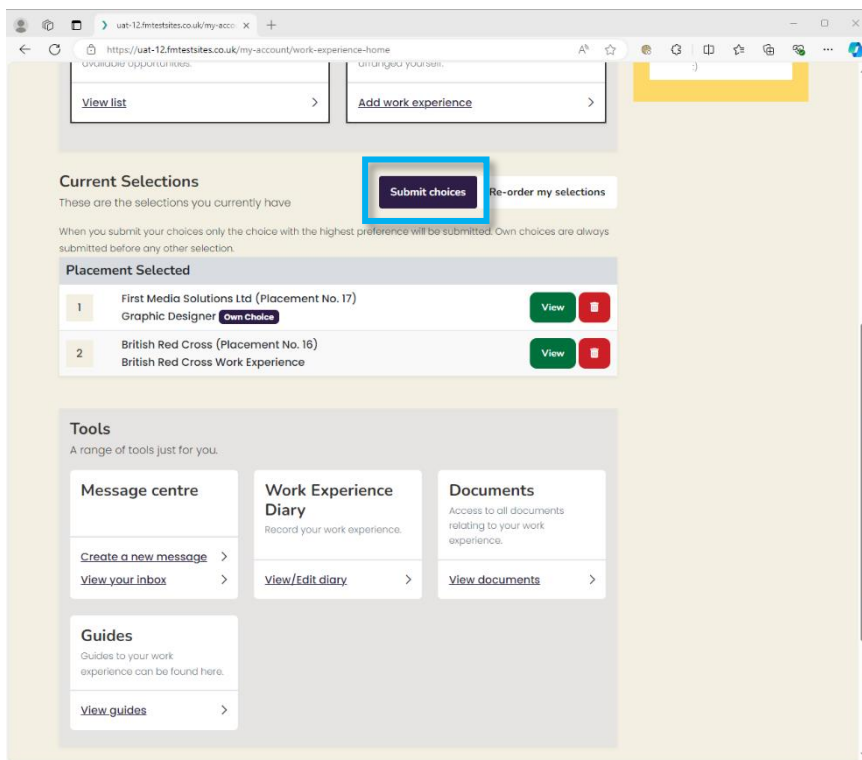 uat-12.fmtestsites.co.uk/my-acco
https://uat-12.fmtestsites.co.uk/my-account/work-experience-home
available opportunities.
arranged yourself.
:)
View list
Add work experience
Current Selections
These are the selections you currently have
Submit choices
Re-order my selections
When you submit your choices only the choice with the highest preference will be submitted. Own choices are always
submitted before any other selection.
Placement Selected
1
First Media Solutions Ltd (Placement No. 17)
Graphic Designer Own Choice
View
2
British Red Cross (Placement No. 16)
British Red Cross Work Experience
View
Tools
A range of tools just for you.
Message centre
Create a new message
View your inbox
Work Experience
Diary
Record your work experience.
View/Edit diary
Documents
Access to all documents
relating to your work
experience.
View documents
Guides
Guides to your work
experience can be found here.
View guides